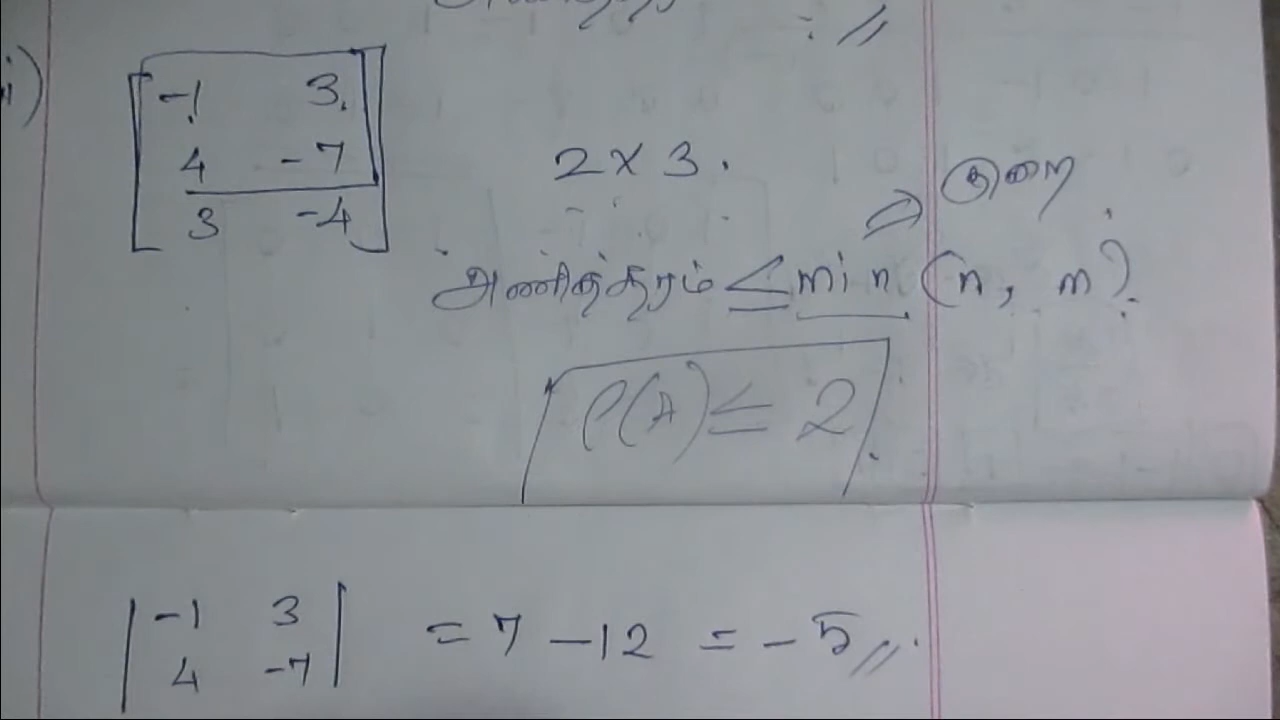 i)
-1 3
4 -7
3 -4
2 × 3.
குறை
அணித்தரம் ≤ min (n, m).
ρ(A) ≤ 2
| -1 3 |
| 4 -7 | = 7 - 12 = -5 //.